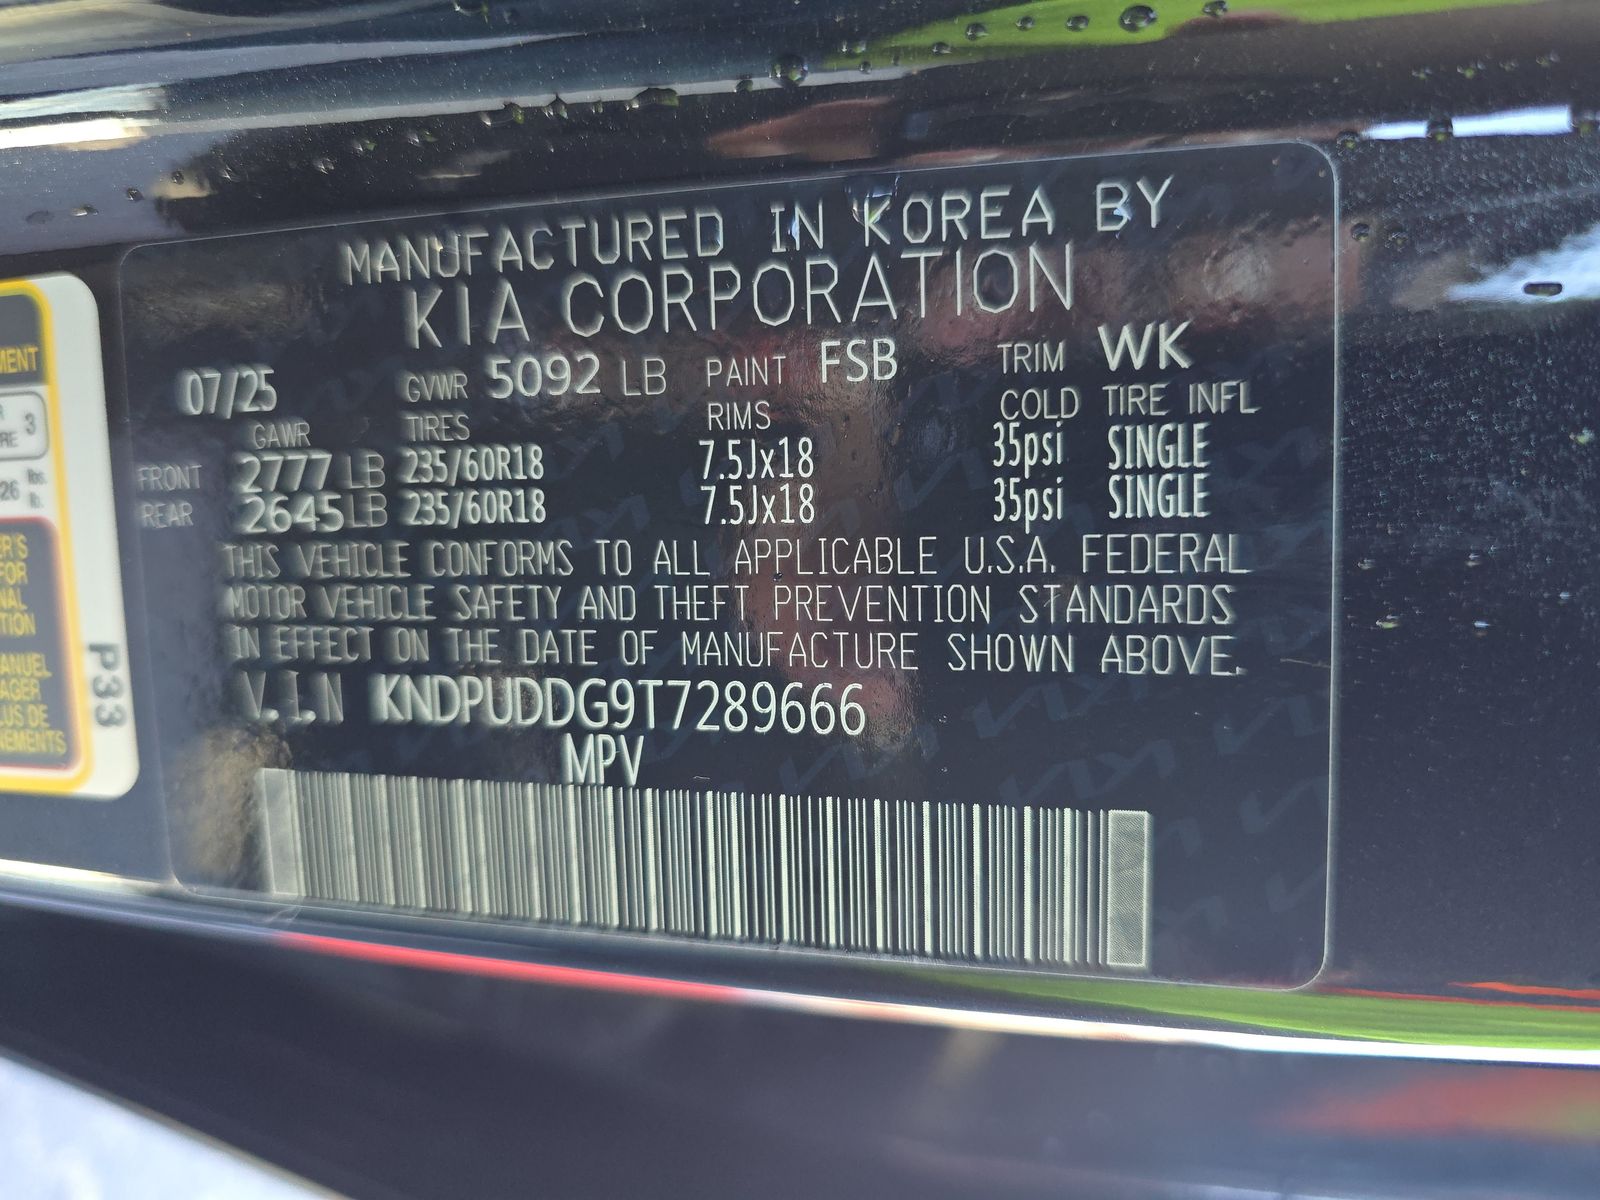 MANUFACTURED IN KOREA BY
KIA CORPORATION
07/25 GVWR 5092 LB PAINT FSB TRIM WK
GAWR TIRES RIMS COLD TIRE INFL
FRONT 2777 LB 235/60R18 7.5Jx18 35psi SINGLE
REAR 2645 LB 235/60R18 7.5Jx18 35psi SINGLE
THIS VEHICLE CONFORMS TO ALL APPLICABLE U.S.A. FEDERAL
MOTOR VEHICLE SAFETY AND THEFT PREVENTION STANDARDS
IN EFFECT ON THE DATE OF MANUFACTURE SHOWN ABOVE.
V.I.N KNDPUDDG9T7289666
MPV
3
26 lbs.
P33